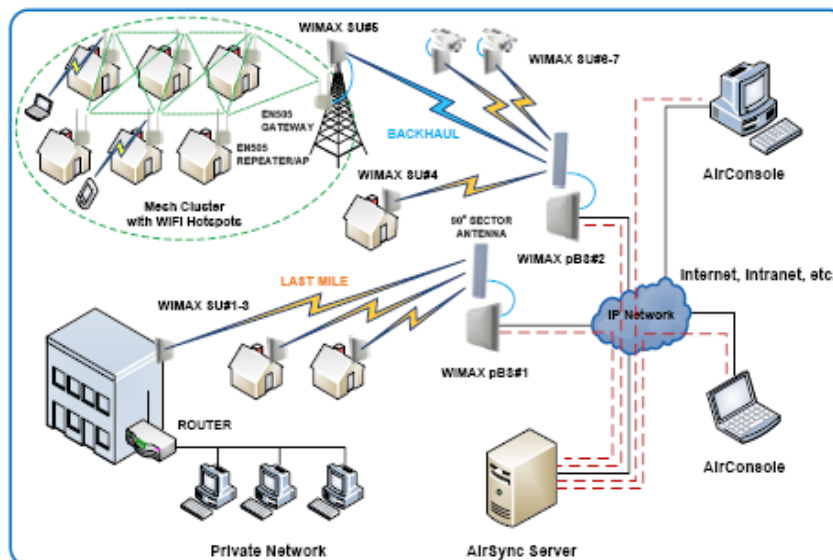 WIMAX SU#5
WIMAX SU#6-7
EN505
GATEWAY
BACKHAUL
EN505
REPEATER/AP
AirConsole
WIMAX SU#4
Mech Cluster
with WIFI Hotspots
90° SECTOR
ANTENNA
WIMAX pBS#2
Internet, Intranet, etc
LAST MILE
WIMAX SU#1-3
IP Network
WIMAX pBS#1
ROUTER
AirConsole
Private Network
AirSync Server